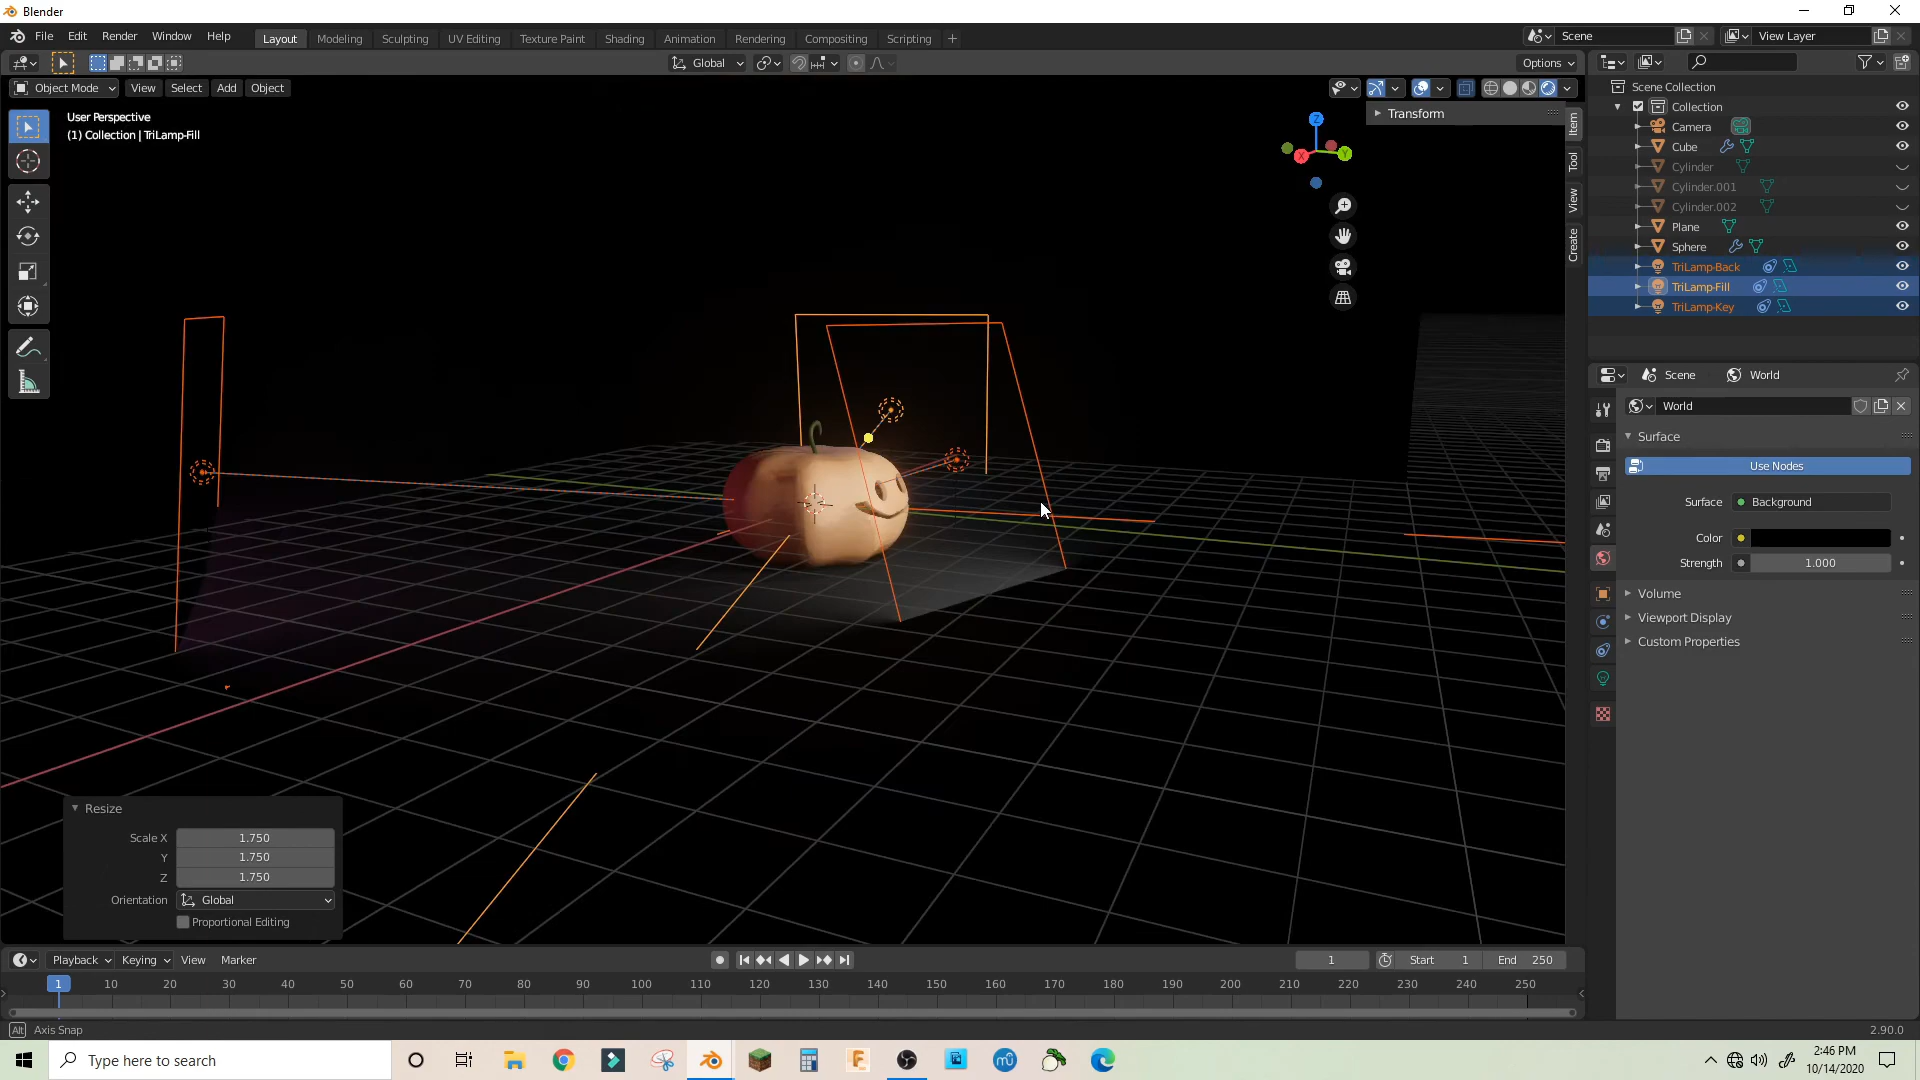 Blender
File Edit Render Window Help Layout Modeling Sculpting UV Editing Texture Paint Shading Animation Rendering Compositing Scripting + Scene View Layer
Global Options
Object Mode View Select Add Object
User Perspective
(1) Collection | TriLamp-Fill
Transform
Item
Tool
View
Create
Z
X
Y
Scene Collection
Collection
Camera
Cube
Cylinder
Cylinder.001
Cylinder.002
Plane
Sphere
TriLamp-Back
TriLamp-Fill
TriLamp-Key
Scene World
World
Surface
Use Nodes
Surface Background
Color
Strength 1.000
Volume
Viewport Display
Custom Properties
Resize
Scale X 1.750
Y 1.750
Z 1.750
Orientation Global
Proportional Editing
Playback Keying View Marker 1 Start 1 End 250
1 10 20 30 40 50 60 70 80 90 100 110 120 130 140 150 160 170 180 190 200 210 220 230 240 250
Alt Axis Snap 2.90.0
Type here to search
2:46 PM
10/14/2020